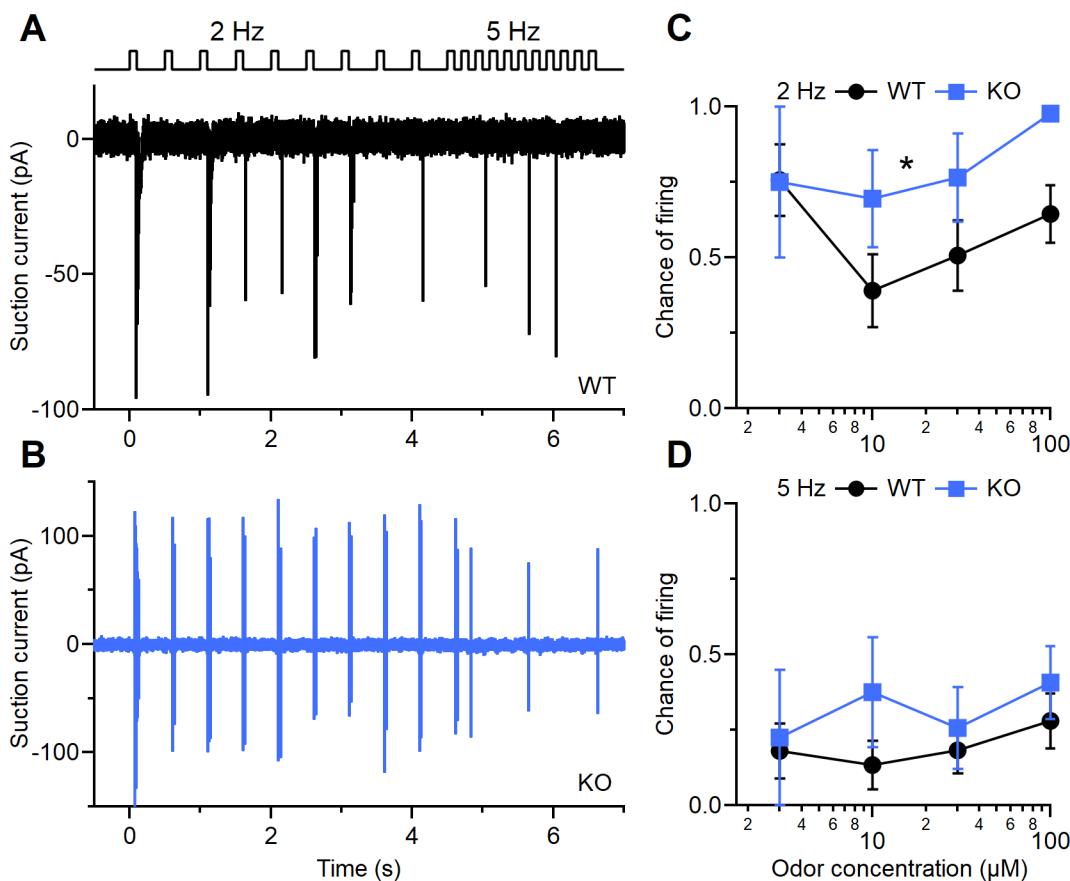 A
2 Hz
5 Hz
0
-50
-100
Suction current (pA)
WT
0 2 4 6
B
100
0
-100
Suction current (pA)
KO
0 2 4 6
Time (s)
C
2 Hz WT KO
1.0
0.5
0.0
Chance of firing
*
2 4 6 8 10 2 4 6 8 100
D
5 Hz WT KO
1.0
0.5
0.0
Chance of firing
2 4 6 8 10 2 4 6 8 100
Odor concentration (µM)